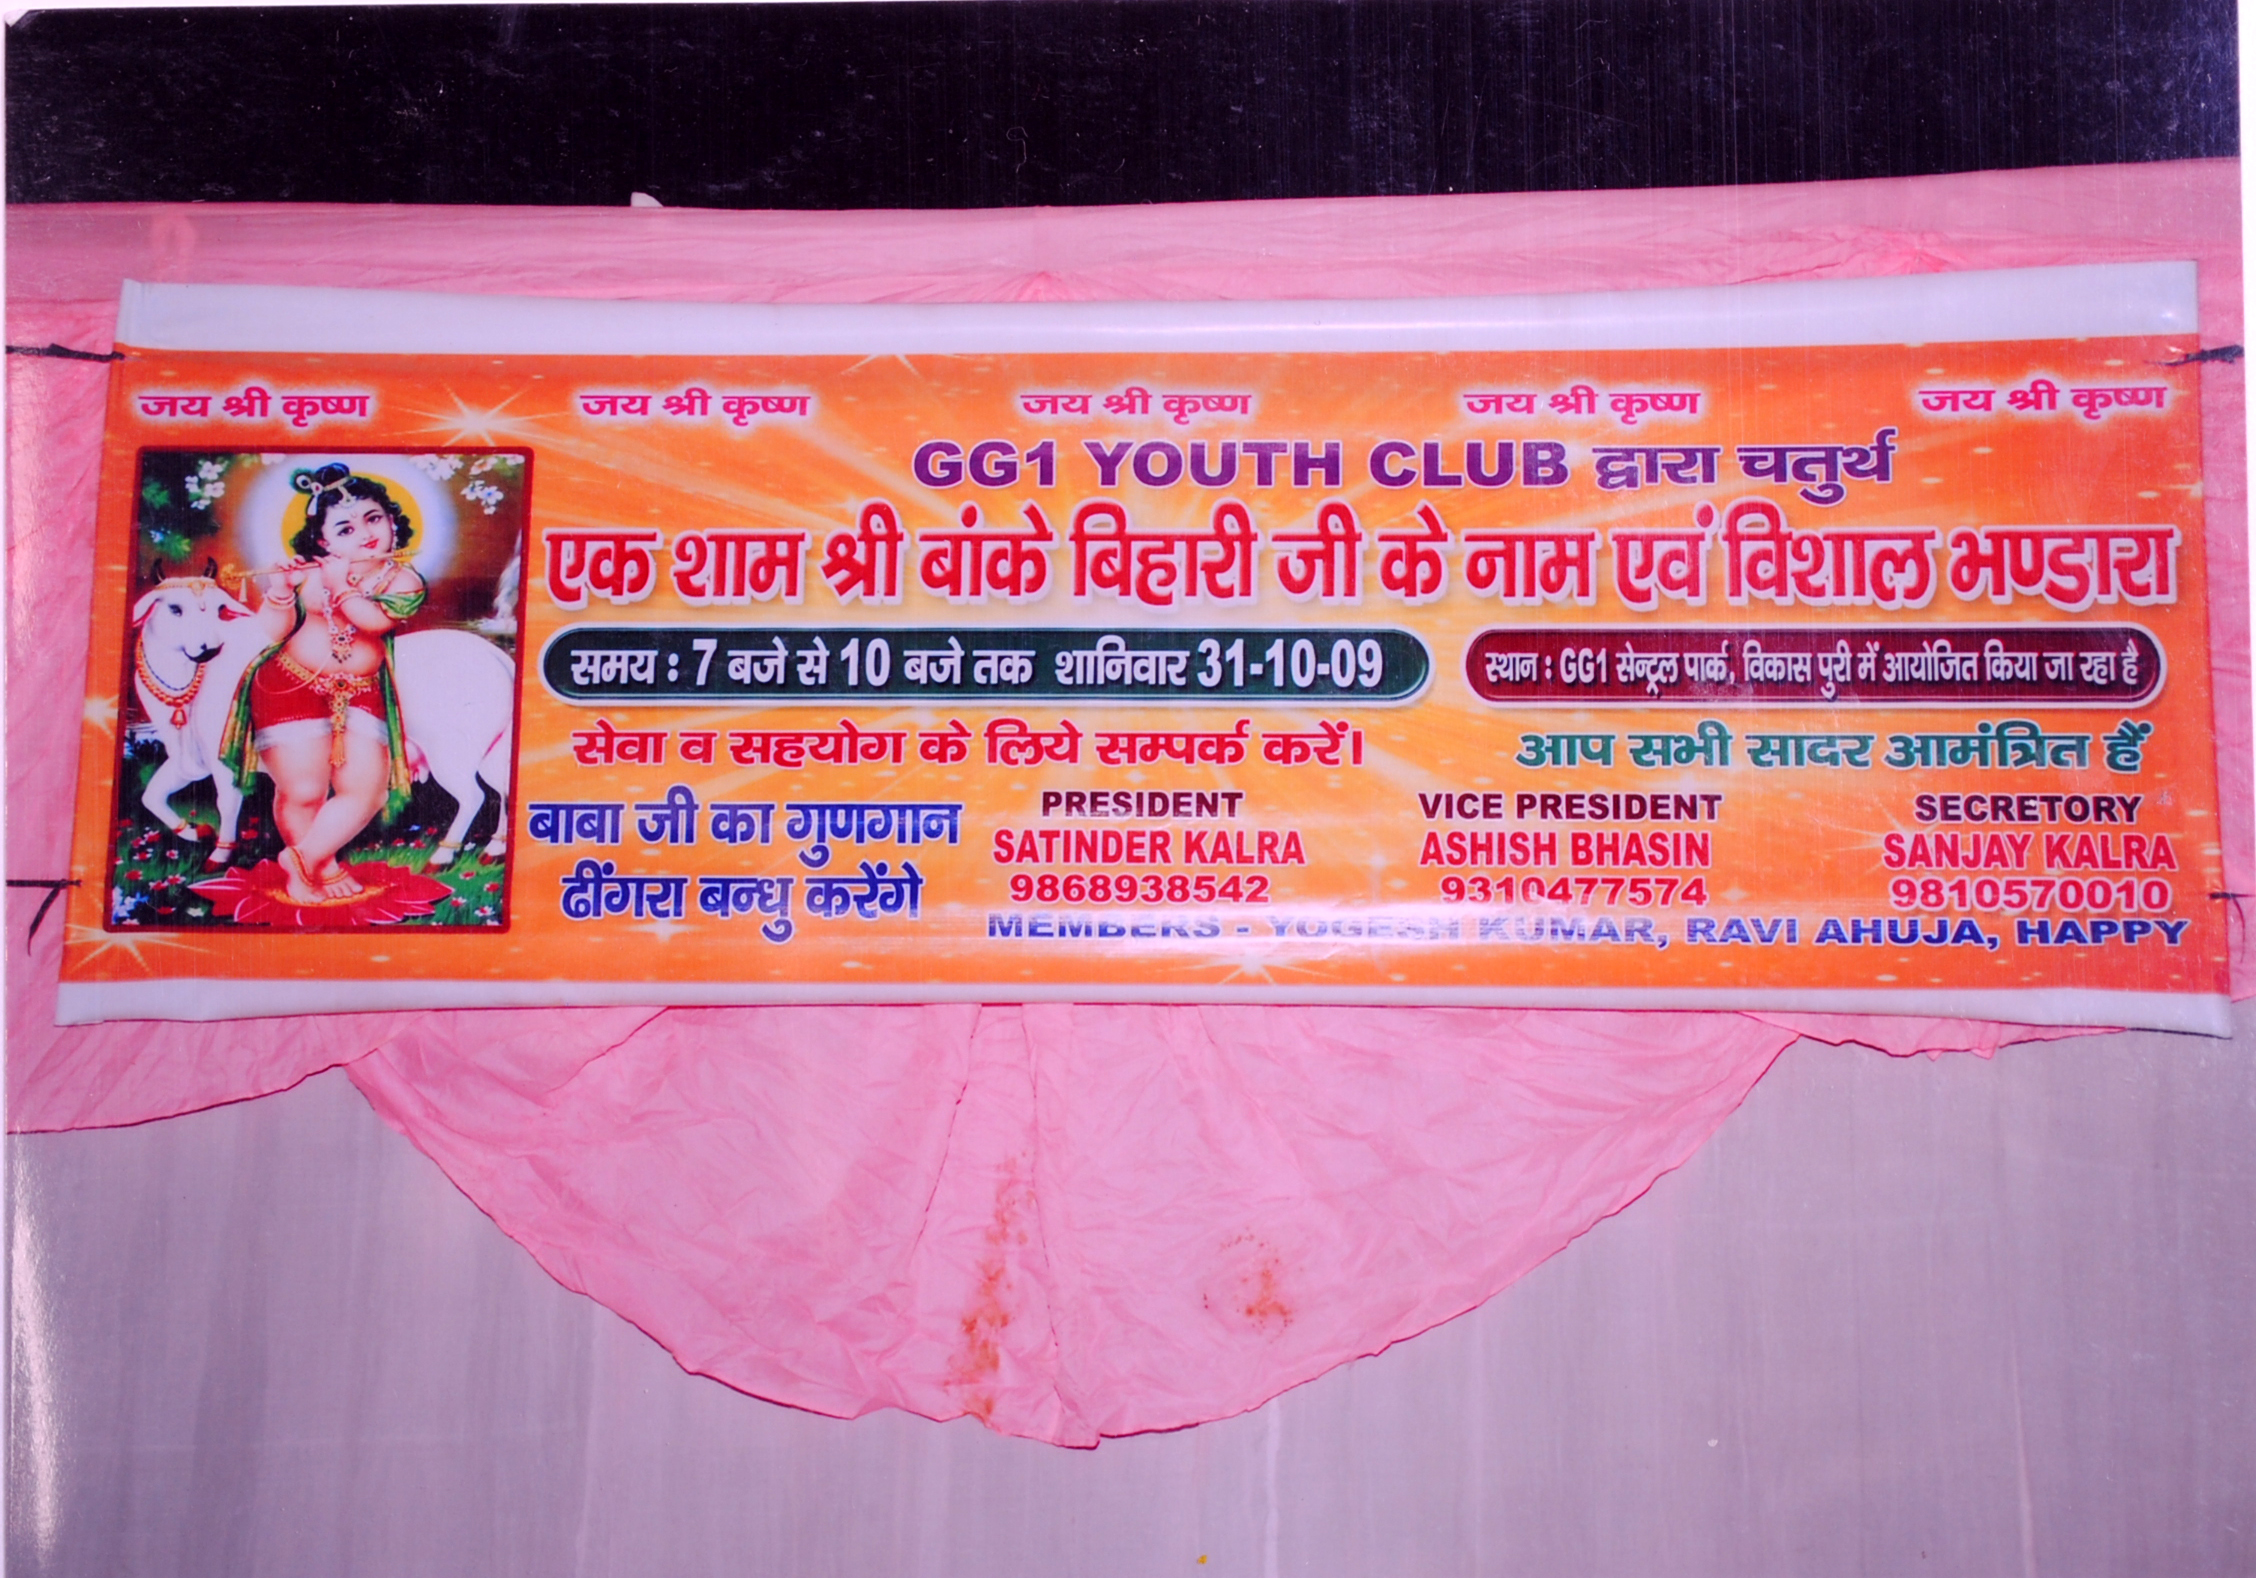 जय श्री कृष्ण जय श्री कृष्ण जय श्री कृष्ण जय श्री कृष्ण जय श्री कृष्ण
GG1 YOUTH CLUB द्वारा चतुर्थ
एक शाम श्री बांके बिहारी जी के नाम एवं विशाल भण्डारा
समय : 7 बजे से 10 बजे तक शानिवार 31-10-09
स्थान : GG1 सेन्ट्रल पार्क, विकास पुरी में आयोजित किया जा रहा है
सेवा व सहयोग के लिये सम्पर्क करें।
आप सभी सादर आमंत्रित हैं
बाबा जी का गुणगान
ढींगरा बन्धु करेंगे
PRESIDENT
SATINDER KALRA
9868938542
VICE PRESIDENT
ASHISH BHASIN
9310477574
SECRETORY
SANJAY KALRA
9810570010
MEMBERS - YOGESH KUMAR, RAVI AHUJA, HAPPY